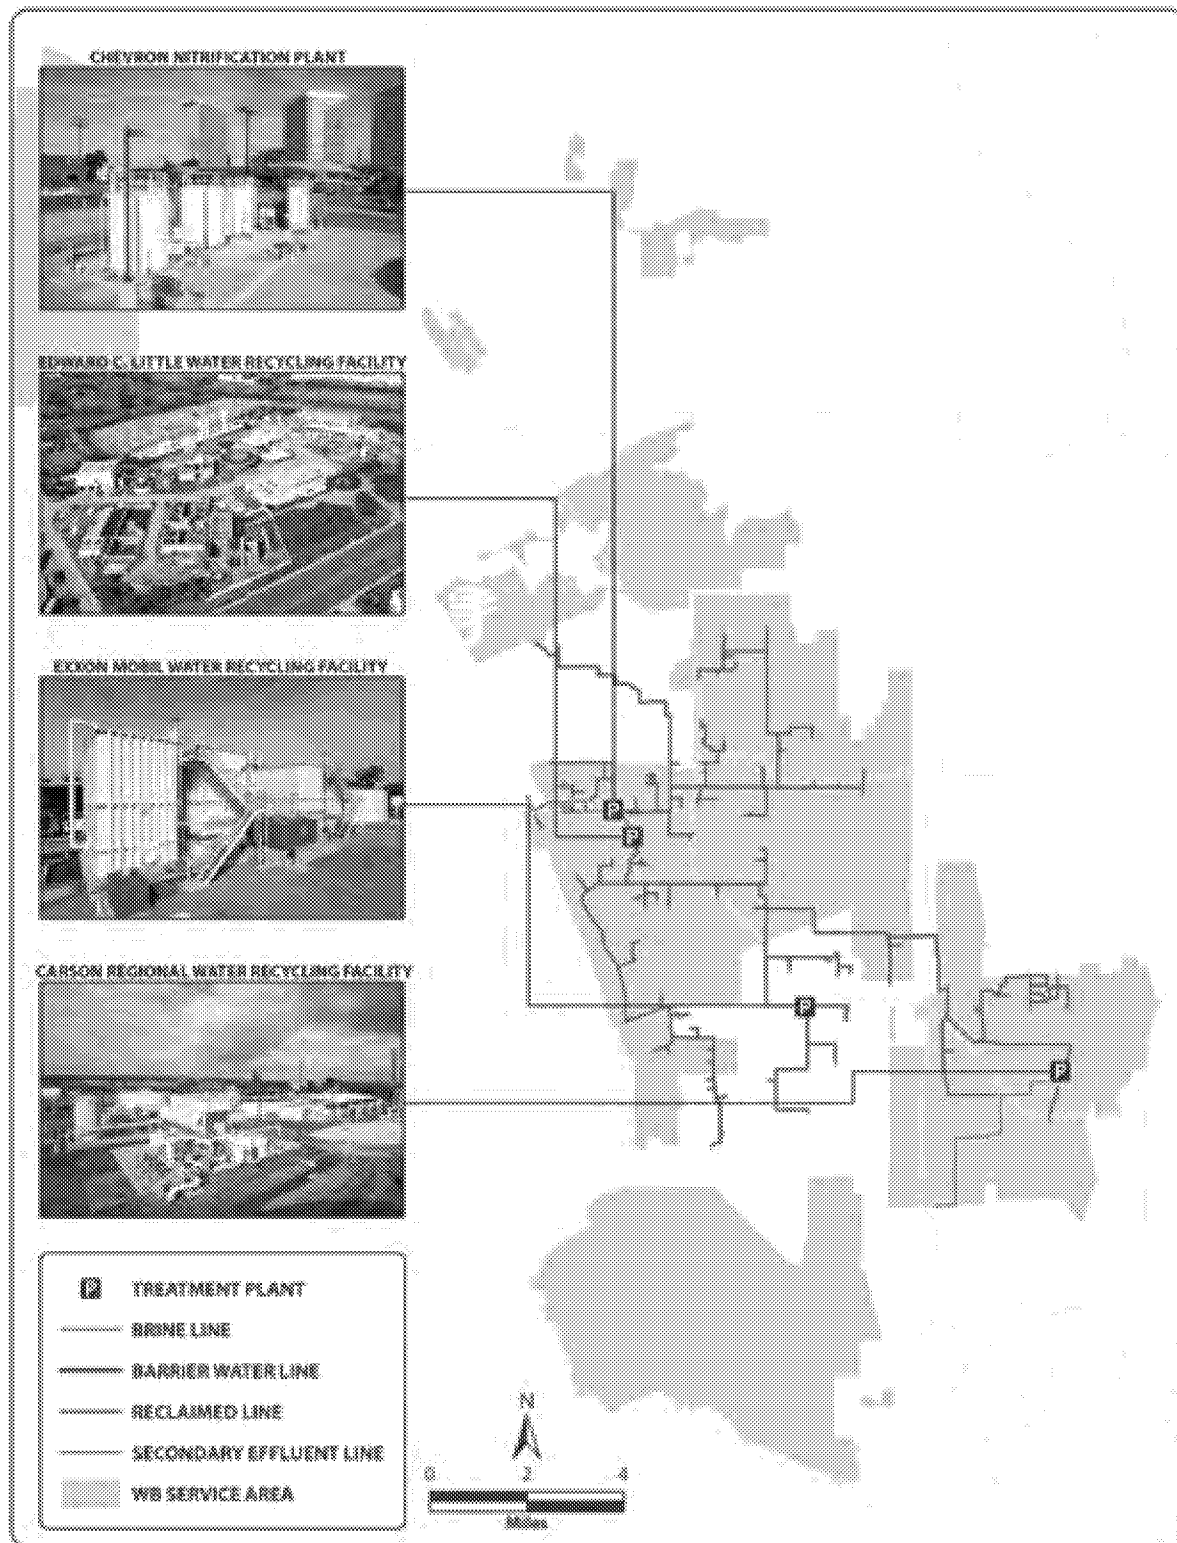 CHEVRON NITRIFICATION PLANT
EDWARD C. LITTLE WATER RECYCLING FACILITY
EXXON MOBIL WATER RECYCLING FACILITY
CARSON REGIONAL WATER RECYCLING FACILITY
P
P
P
P
P TREATMENT PLANT
BRINE LINE
BARRIER WATER LINE
RECLAIMED LINE
SECONDARY EFFLUENT LINE
WB SERVICE AREA
N
0 2 4
Miles